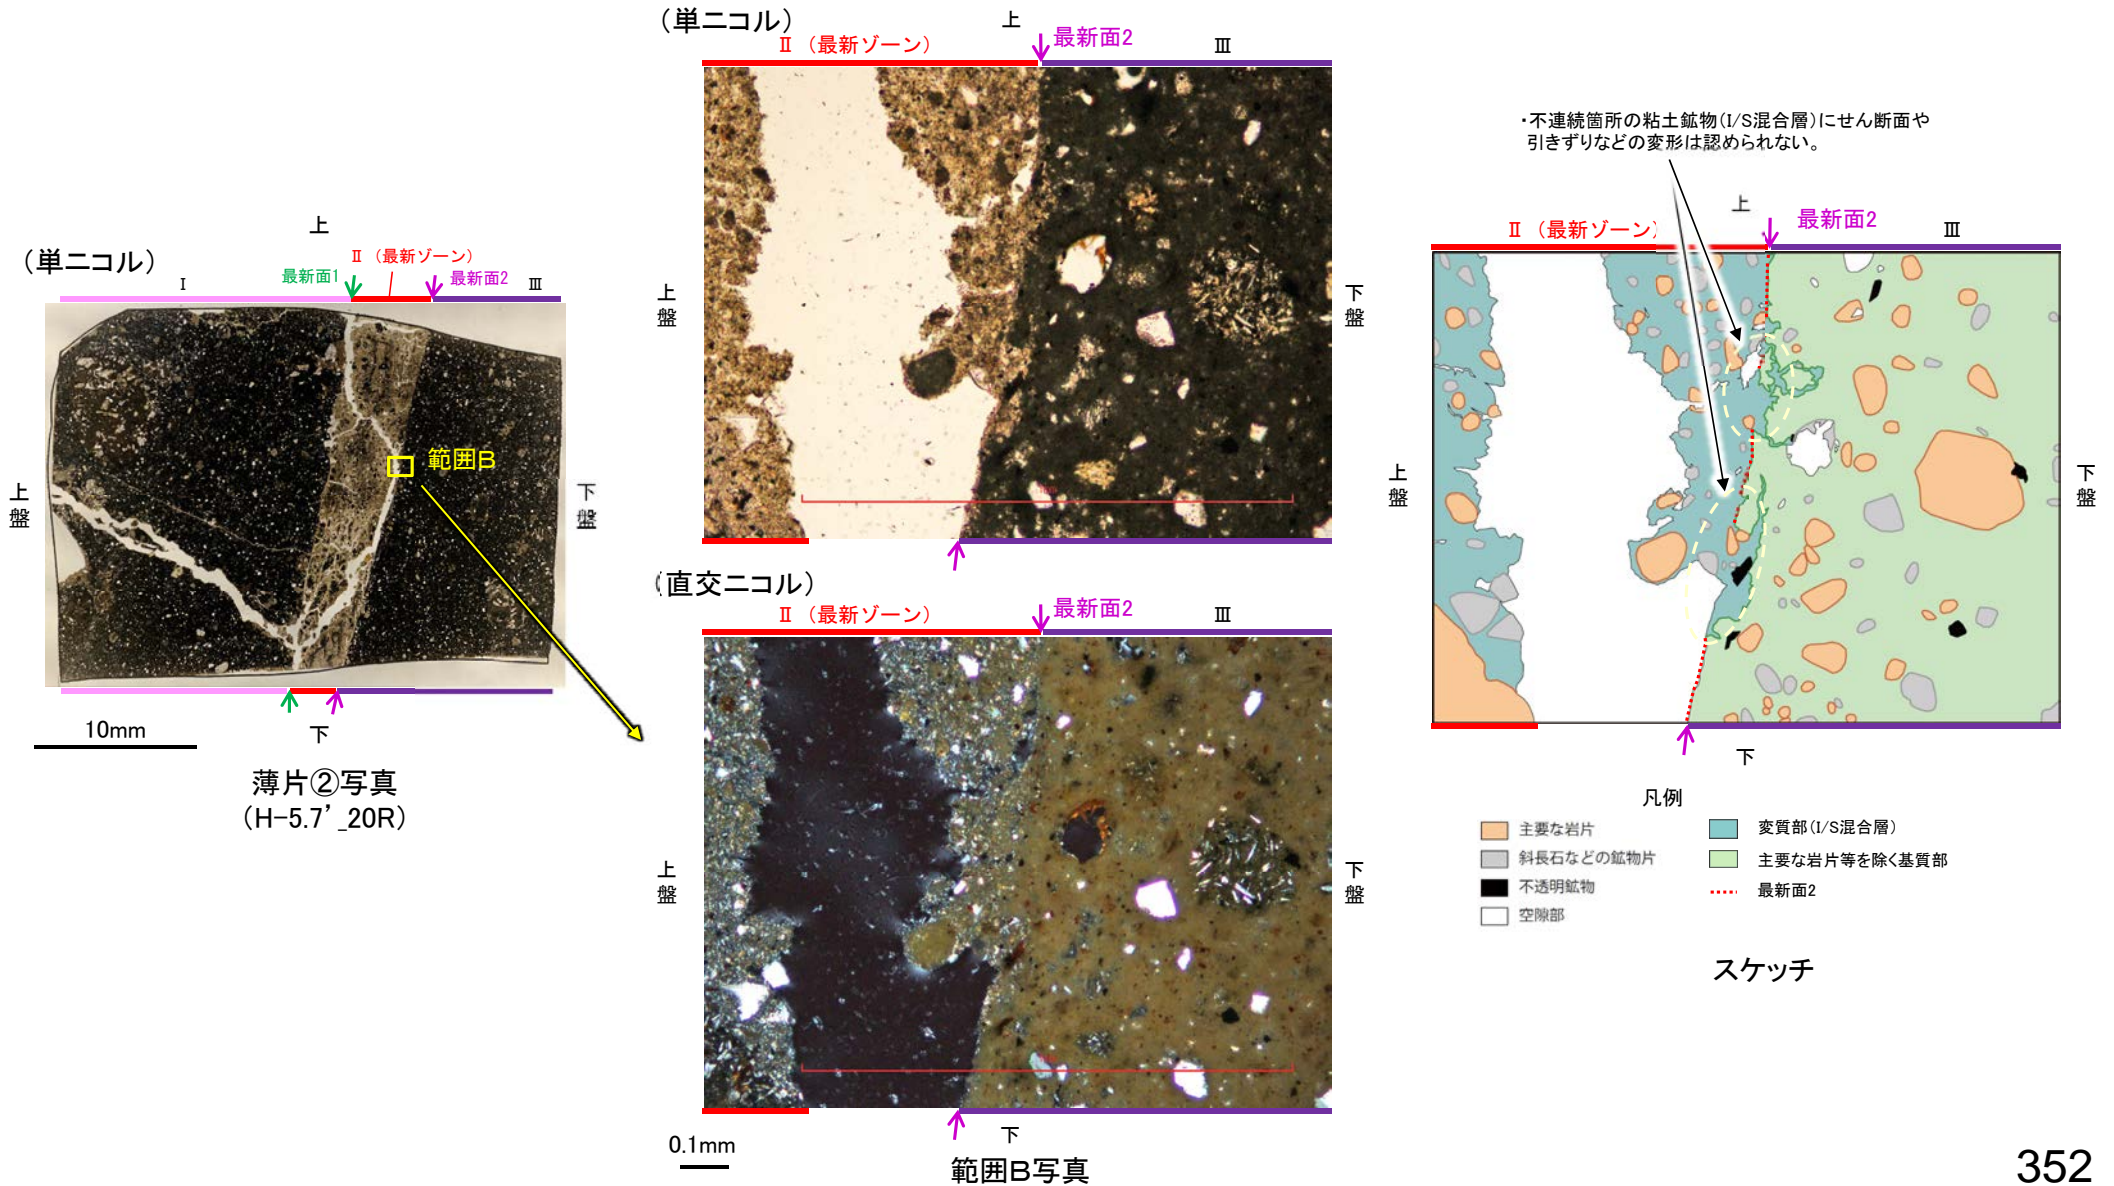 （単ニコル）
上
Ⅰ
最新面1
Ⅱ（最新ゾーン）
最新面2
Ⅲ
上盤
範囲B
下盤
下
10mm
薄片②写真
（H-5.7’_20R）
（単ニコル）
上
Ⅱ（最新ゾーン）
最新面2
Ⅲ
上盤
下盤
（直交ニコル）
Ⅱ（最新ゾーン）
最新面2
Ⅲ
上盤
下盤
下
0.1mm
範囲B写真
・不連続箇所の粘土鉱物(I/S混合層)にせん断面や
引きずりなどの変形は認められない。
上
Ⅱ（最新ゾーン）
最新面2
Ⅲ
上盤
下盤
下
凡例
主要な岩片
斜長石などの鉱物片
不透明鉱物
空隙部
変質部(I/S混合層)
主要な岩片等を除く基質部
最新面2
スケッチ
352